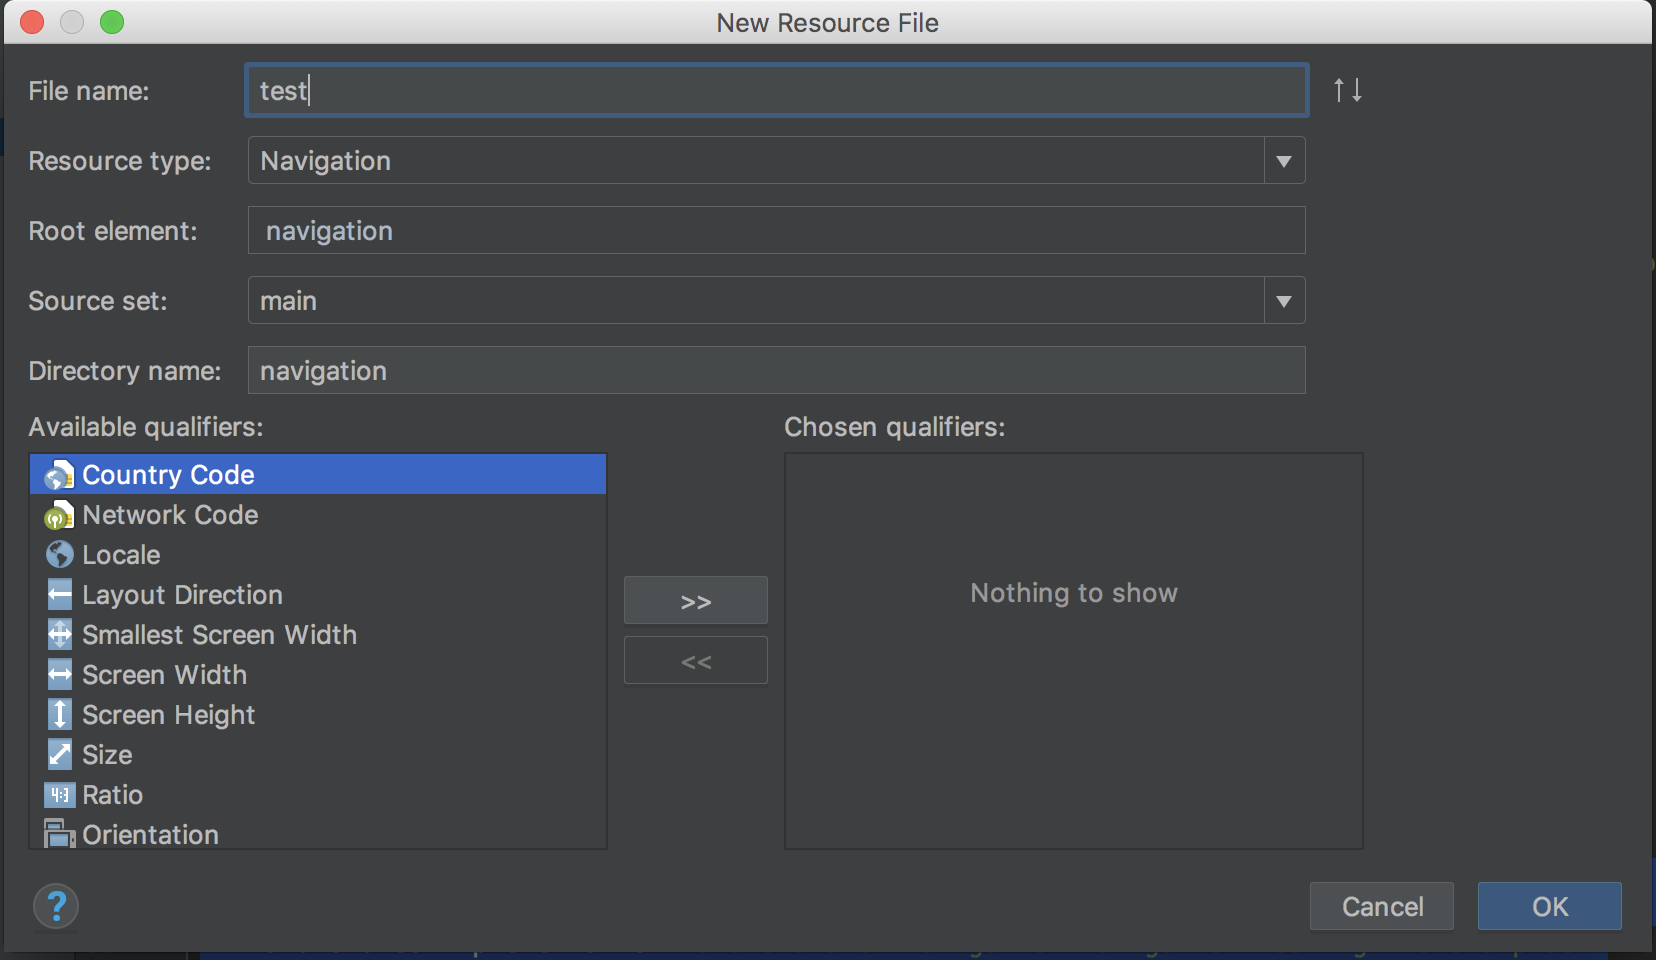 New Resource File
File name: test
Resource type: Navigation
Root element: navigation
Source set: main
Directory name: navigation
Available qualifiers:
Chosen qualifiers:
Country Code
Network Code
Locale
Layout Direction
Smallest Screen Width
Screen Width
Screen Height
Size
4:3 Ratio
Orientation
>>
<<
Nothing to show
?
Cancel
OK